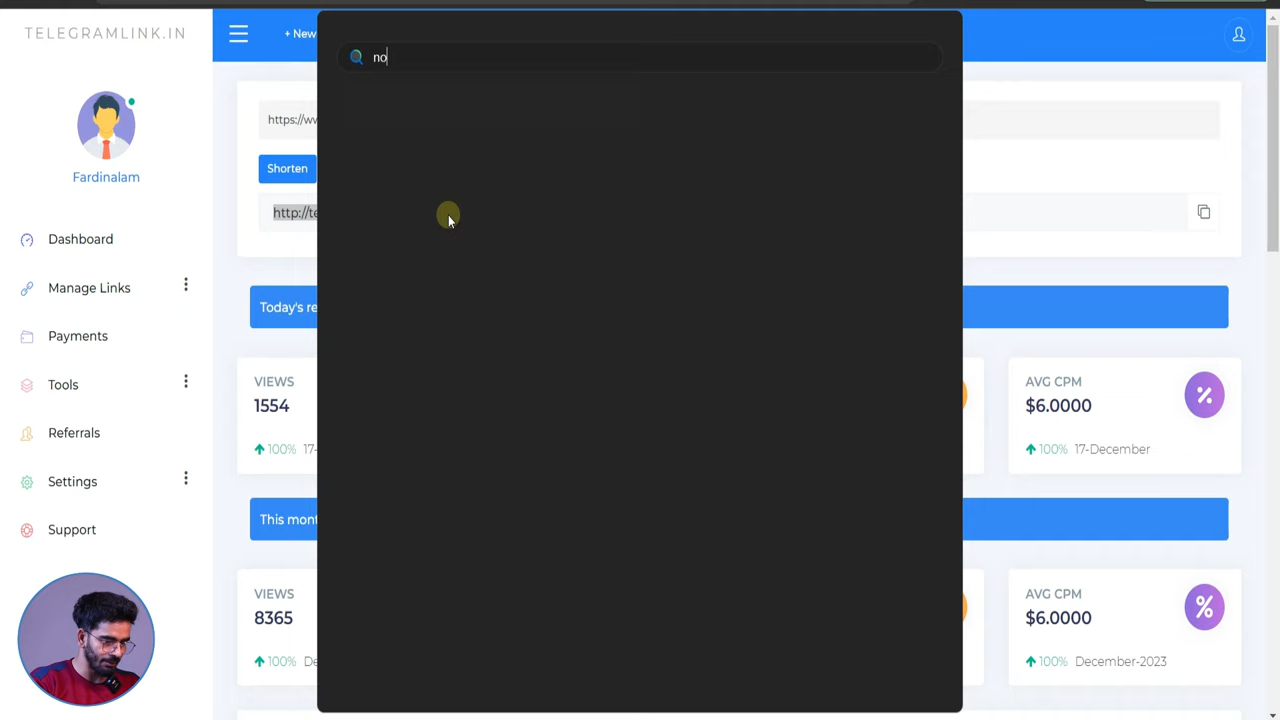 TELEGRAMLINK.IN
+ New
no
Fardinalam
https://ww
Shorten
http://te
Dashboard
Manage Links
Payments
Tools
Referrals
Settings
Support
Today's re
VIEWS
1554
100% 17-
AVG CPM
$6.0000
100% 17-December
This mont
VIEWS
8365
100% De
AVG CPM
$6.0000
100% December-2023